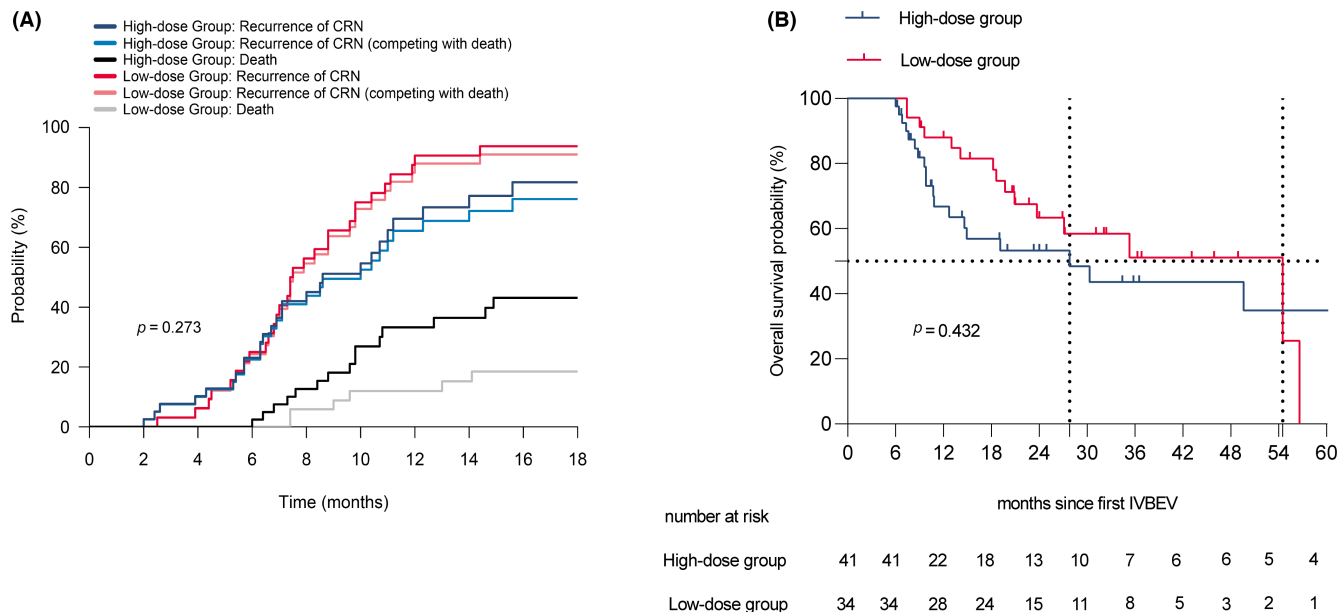 (A)
High-dose Group: Recurrence of CRN
High-dose Group: Recurrence of CRN (competing with death)
High-dose Group: Death
Low-dose Group: Recurrence of CRN
Low-dose Group: Recurrence of CRN (competing with death)
Low-dose Group: Death
Probability (%)
100
80
60
40
20
0
p = 0.273
0 2 4 6 8 10 12 14 16 18
Time (months)
(B)
High-dose group
Low-dose group
Overall survival probability (%)
100
80
60
40
20
0
p = 0.432
0 6 12 18 24 30 36 42 48 54 60
months since first IVBEV
number at risk
High-dose group 41 41 22 18 13 10 7 6 6 5 4
Low-dose group 34 34 28 24 15 11 8 5 3 2 1